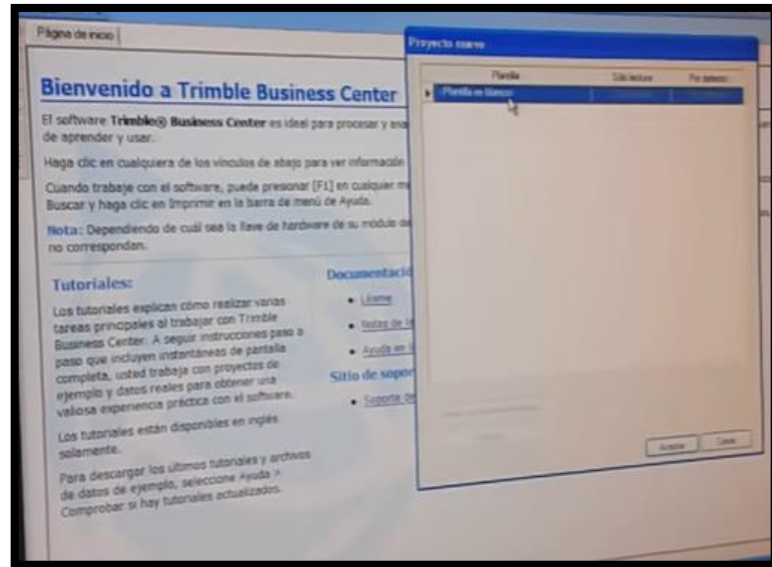 Página de inicio
Bienvenido a Trimble Business Center
El software Trimble® Business Center es ideal para procesar y ana
de aprender y usar.
Haga clic en cualquiera de los vínculos de abajo para ver información
Cuando trabaje con el software, puede presionar [F1] en cualquier m
Buscar y haga clic en Imprimir en la barra de menú de Ayuda.
Nota: Dependiendo de cuál sea la llave de hardware de su módulo de
no correspondan.
Tutoriales:
Los tutoriales explican cómo realizar varias
tareas principales al trabajar con Trimble
Business Center. A seguir instrucciones paso a
paso que incluyen instantáneas de pantalla
completa, usted trabaja con proyectos de
ejemplo y datos reales para obtener una
valiosa experiencia práctica con el software.
Los tutoriales están disponibles en inglés
solamente.
Para descargar los últimos tutoriales y archivos
de datos de ejemplo, seleccione Ayuda >
Comprobar si hay tutoriales actualizados.
Documentació
Léame
Notas de la
Ayuda en l
Sitio de sopor
Soporte de
Proyecto nuevo
Plantilla Sólo lectura Por defecto
Plantilla en blanco
Aceptar